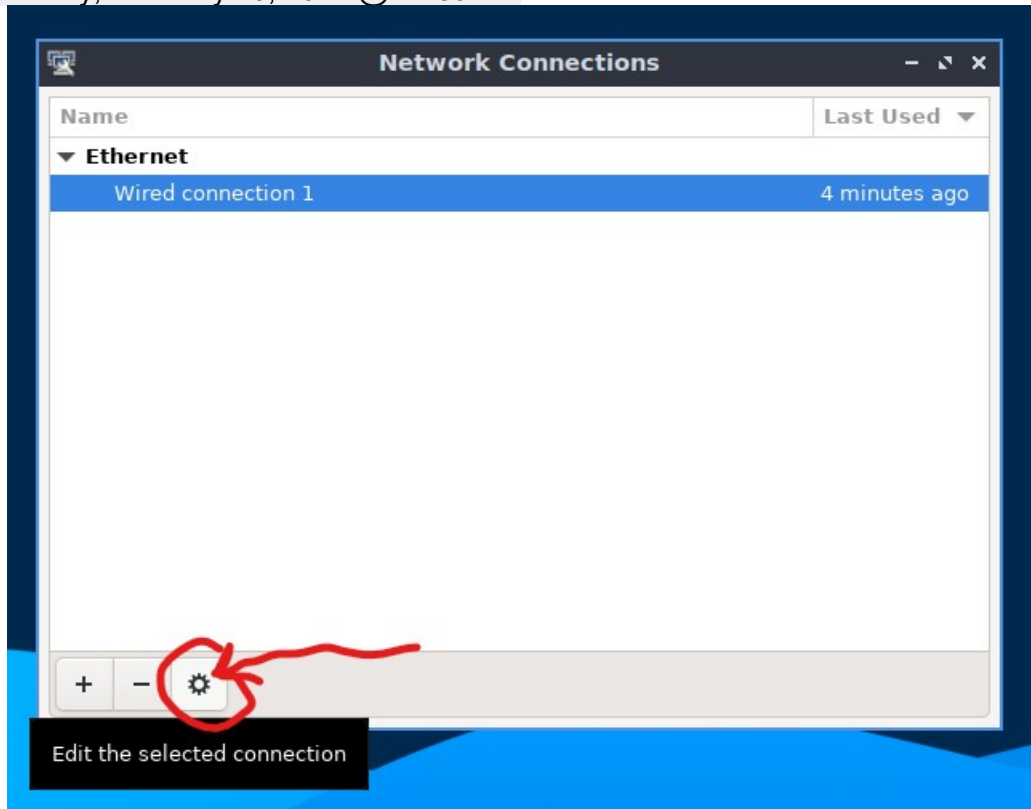 Network Connections
Name
Last Used
Ethernet
Wired connection 1
4 minutes ago
Edit the selected connection